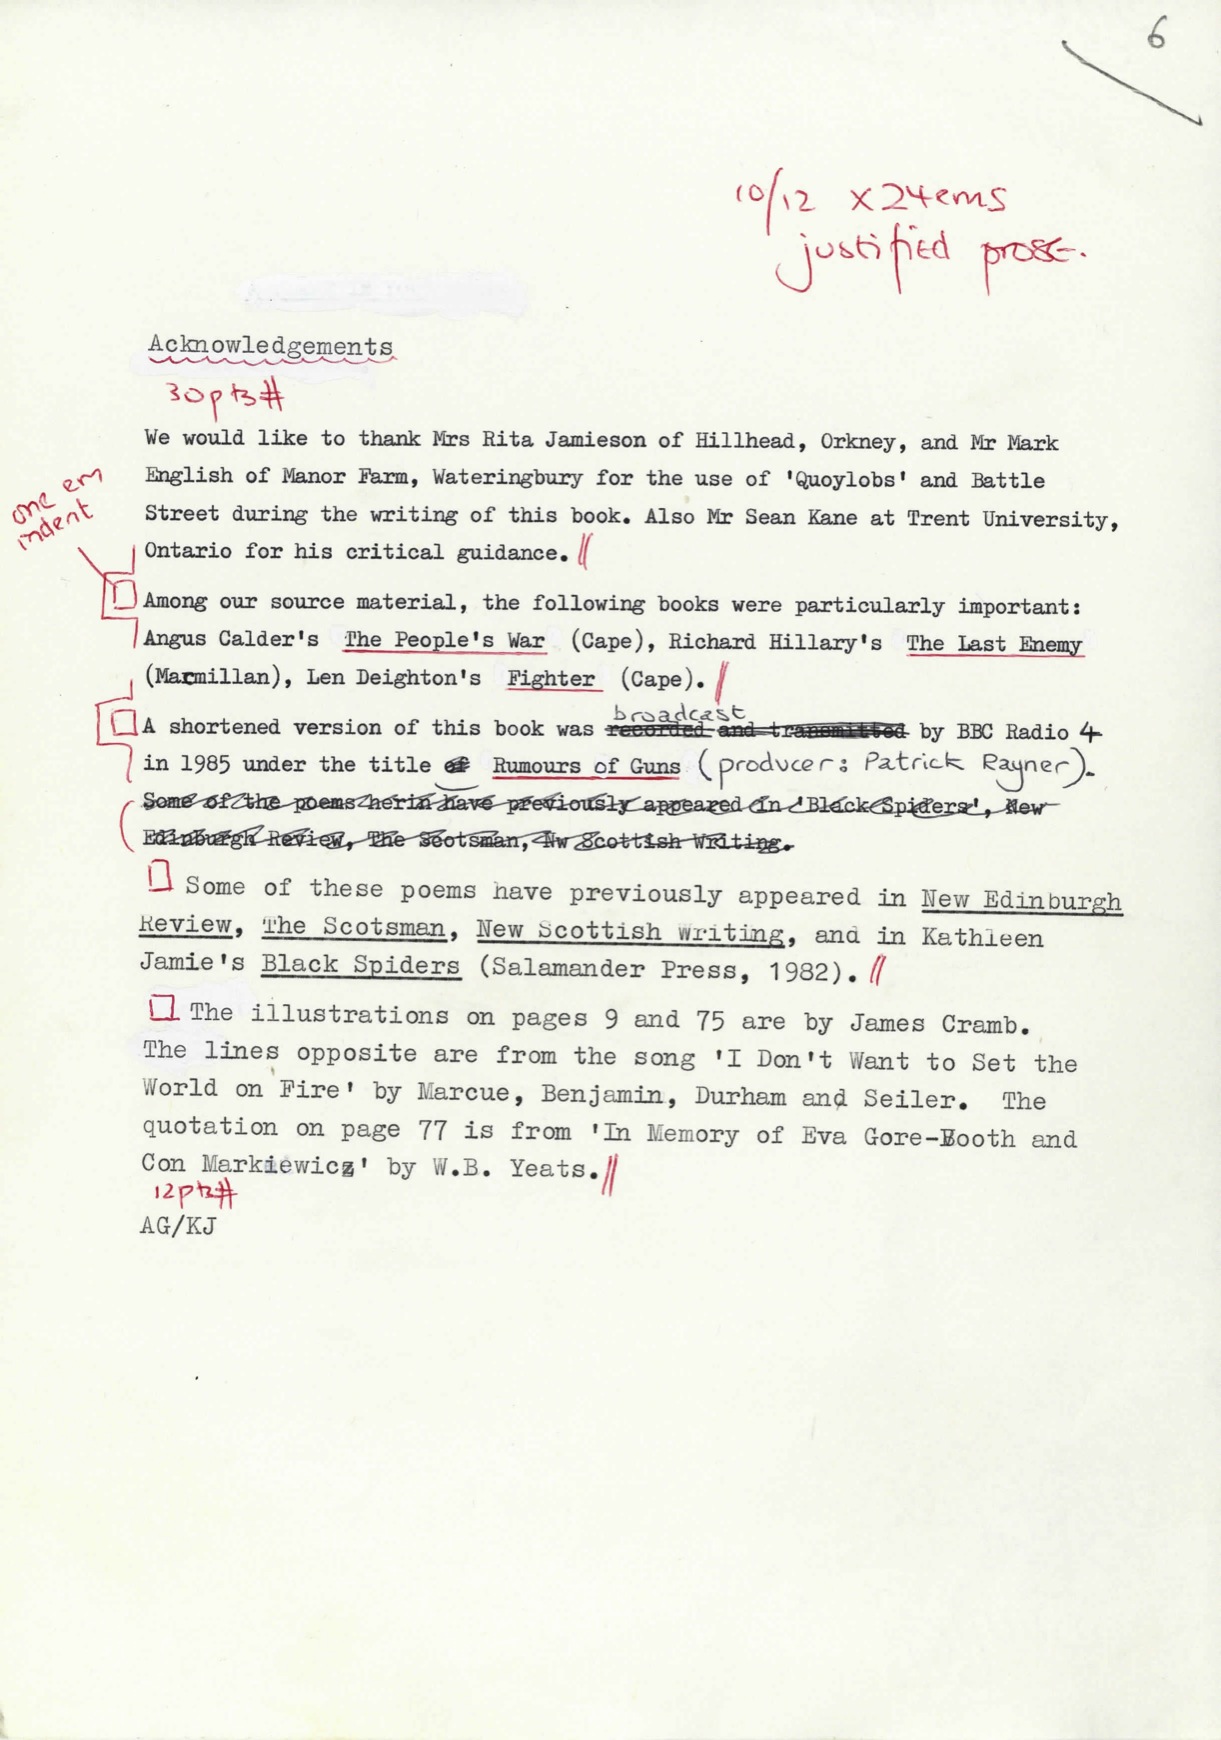 6
10/12 x 24ems
justified prose.
Acknowledgements
30pts#
We would like to thank Mrs Rita Jamieson of Hillhead, Orkney, and Mr Mark
English of Manor Farm, Wateringbury for the use of 'Quoylobs' and Battle
one em
indent
Street during the writing of this book. Also Mr Sean Kane at Trent University,
Ontario for his critical guidance. //
Among our source material, the following books were particularly important:
Angus Calder's The People's War (Cape), Richard Hillary's The Last Enemy
(Macmillan), Len Deighton's Fighter (Cape). //
broadcast
A shortened version of this book was recorded and transmitted by BBC Radio 4
in 1985 under the title of Rumours of Guns (producer: Patrick Rayner).
Some of the poems herin have previously appeared in 'Black Spiders', New
Edinburgh Review, The Scotsman, Nw Scottish Writing.
Some of these poems have previously appeared in New Edinburgh
Review, The Scotsman, New Scottish Writing, and in Kathleen
Jamie's Black Spiders (Salamander Press, 1982). //
The illustrations on pages 9 and 75 are by James Cramb.
The lines opposite are from the song 'I Don't Want to Set the
World on Fire' by Marcue, Benjamin, Durham and Seiler. The
quotation on page 77 is from 'In Memory of Eva Gore-Booth and
Con Markiewicz' by W.B. Yeats. //
12pts#
AG/KJ